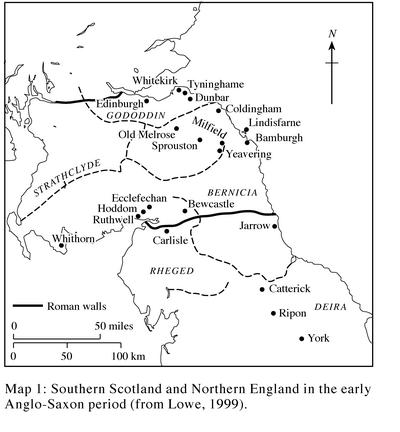 N
Whitekirk
Tyninghame
Edinburgh
Dunbar
GODODDIN
Coldingham
Old Melrose
Milfield
Lindisfarne
Sprouston
Bamburgh
Yeavering
STRATHCLYDE
BERNICIA
Ecclefechan
Hoddom
Bewcastle
Ruthwell
Whithorn
Carlisle
Jarrow
RHEGED
Catterick
DEIRA
Roman walls
Ripon
0 50 miles
York
0 50 100 km
Map 1: Southern Scotland and Northern England in the early
Anglo-Saxon period (from Lowe, 1999).